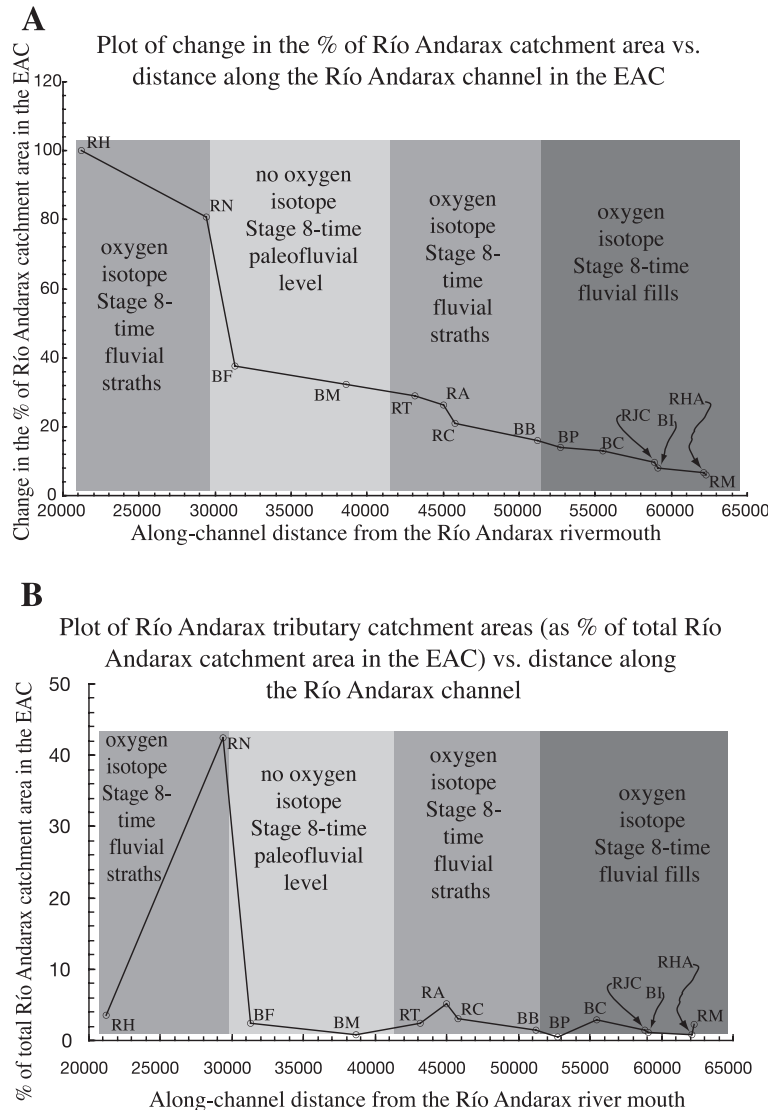 A
Plot of change in the % of Río Andarax catchment area vs.
distance along the Río Andarax channel in the EAC
Change in the % of Río Andarax catchment area in the EAC
120
100
80
60
40
20
0
RH
RN
BF
BM
RT
RA
RC
BB
BP
BC
RJC
BI
RHA
RM
oxygen
isotope
Stage 8-
time
fluvial
straths
no oxygen
isotope
Stage 8-time
paleofluvial
level
oxygen
isotope
Stage 8-
time
fluvial
straths
oxygen
isotope
Stage 8-time
fluvial fills
20000 25000 30000 35000 40000 45000 50000 55000 60000 65000
Along-channel distance from the Río Andarax rivermouth
B
Plot of Río Andarax tributary catchment areas (as % of total Río
Andarax catchment area in the EAC) vs. distance along
the Río Andarax channel
% of total Río Andarax catchment area in the EAC
50
40
30
20
10
0
oxygen
isotope
Stage 8-
time
fluvial
straths
no oxygen
isotope
Stage 8-time
paleofluvial
level
oxygen
isotope
Stage 8-
time
fluvial
straths
oxygen
isotope
Stage 8-time
fluvial fills
RH
RN
BF
BM
RT
RA
RC
BB
BP
BC
RJC
BI
RHA
RM
20000 25000 30000 35000 40000 45000 50000 55000 60000 65000
Along-channel distance from the Río Andarax river mouth